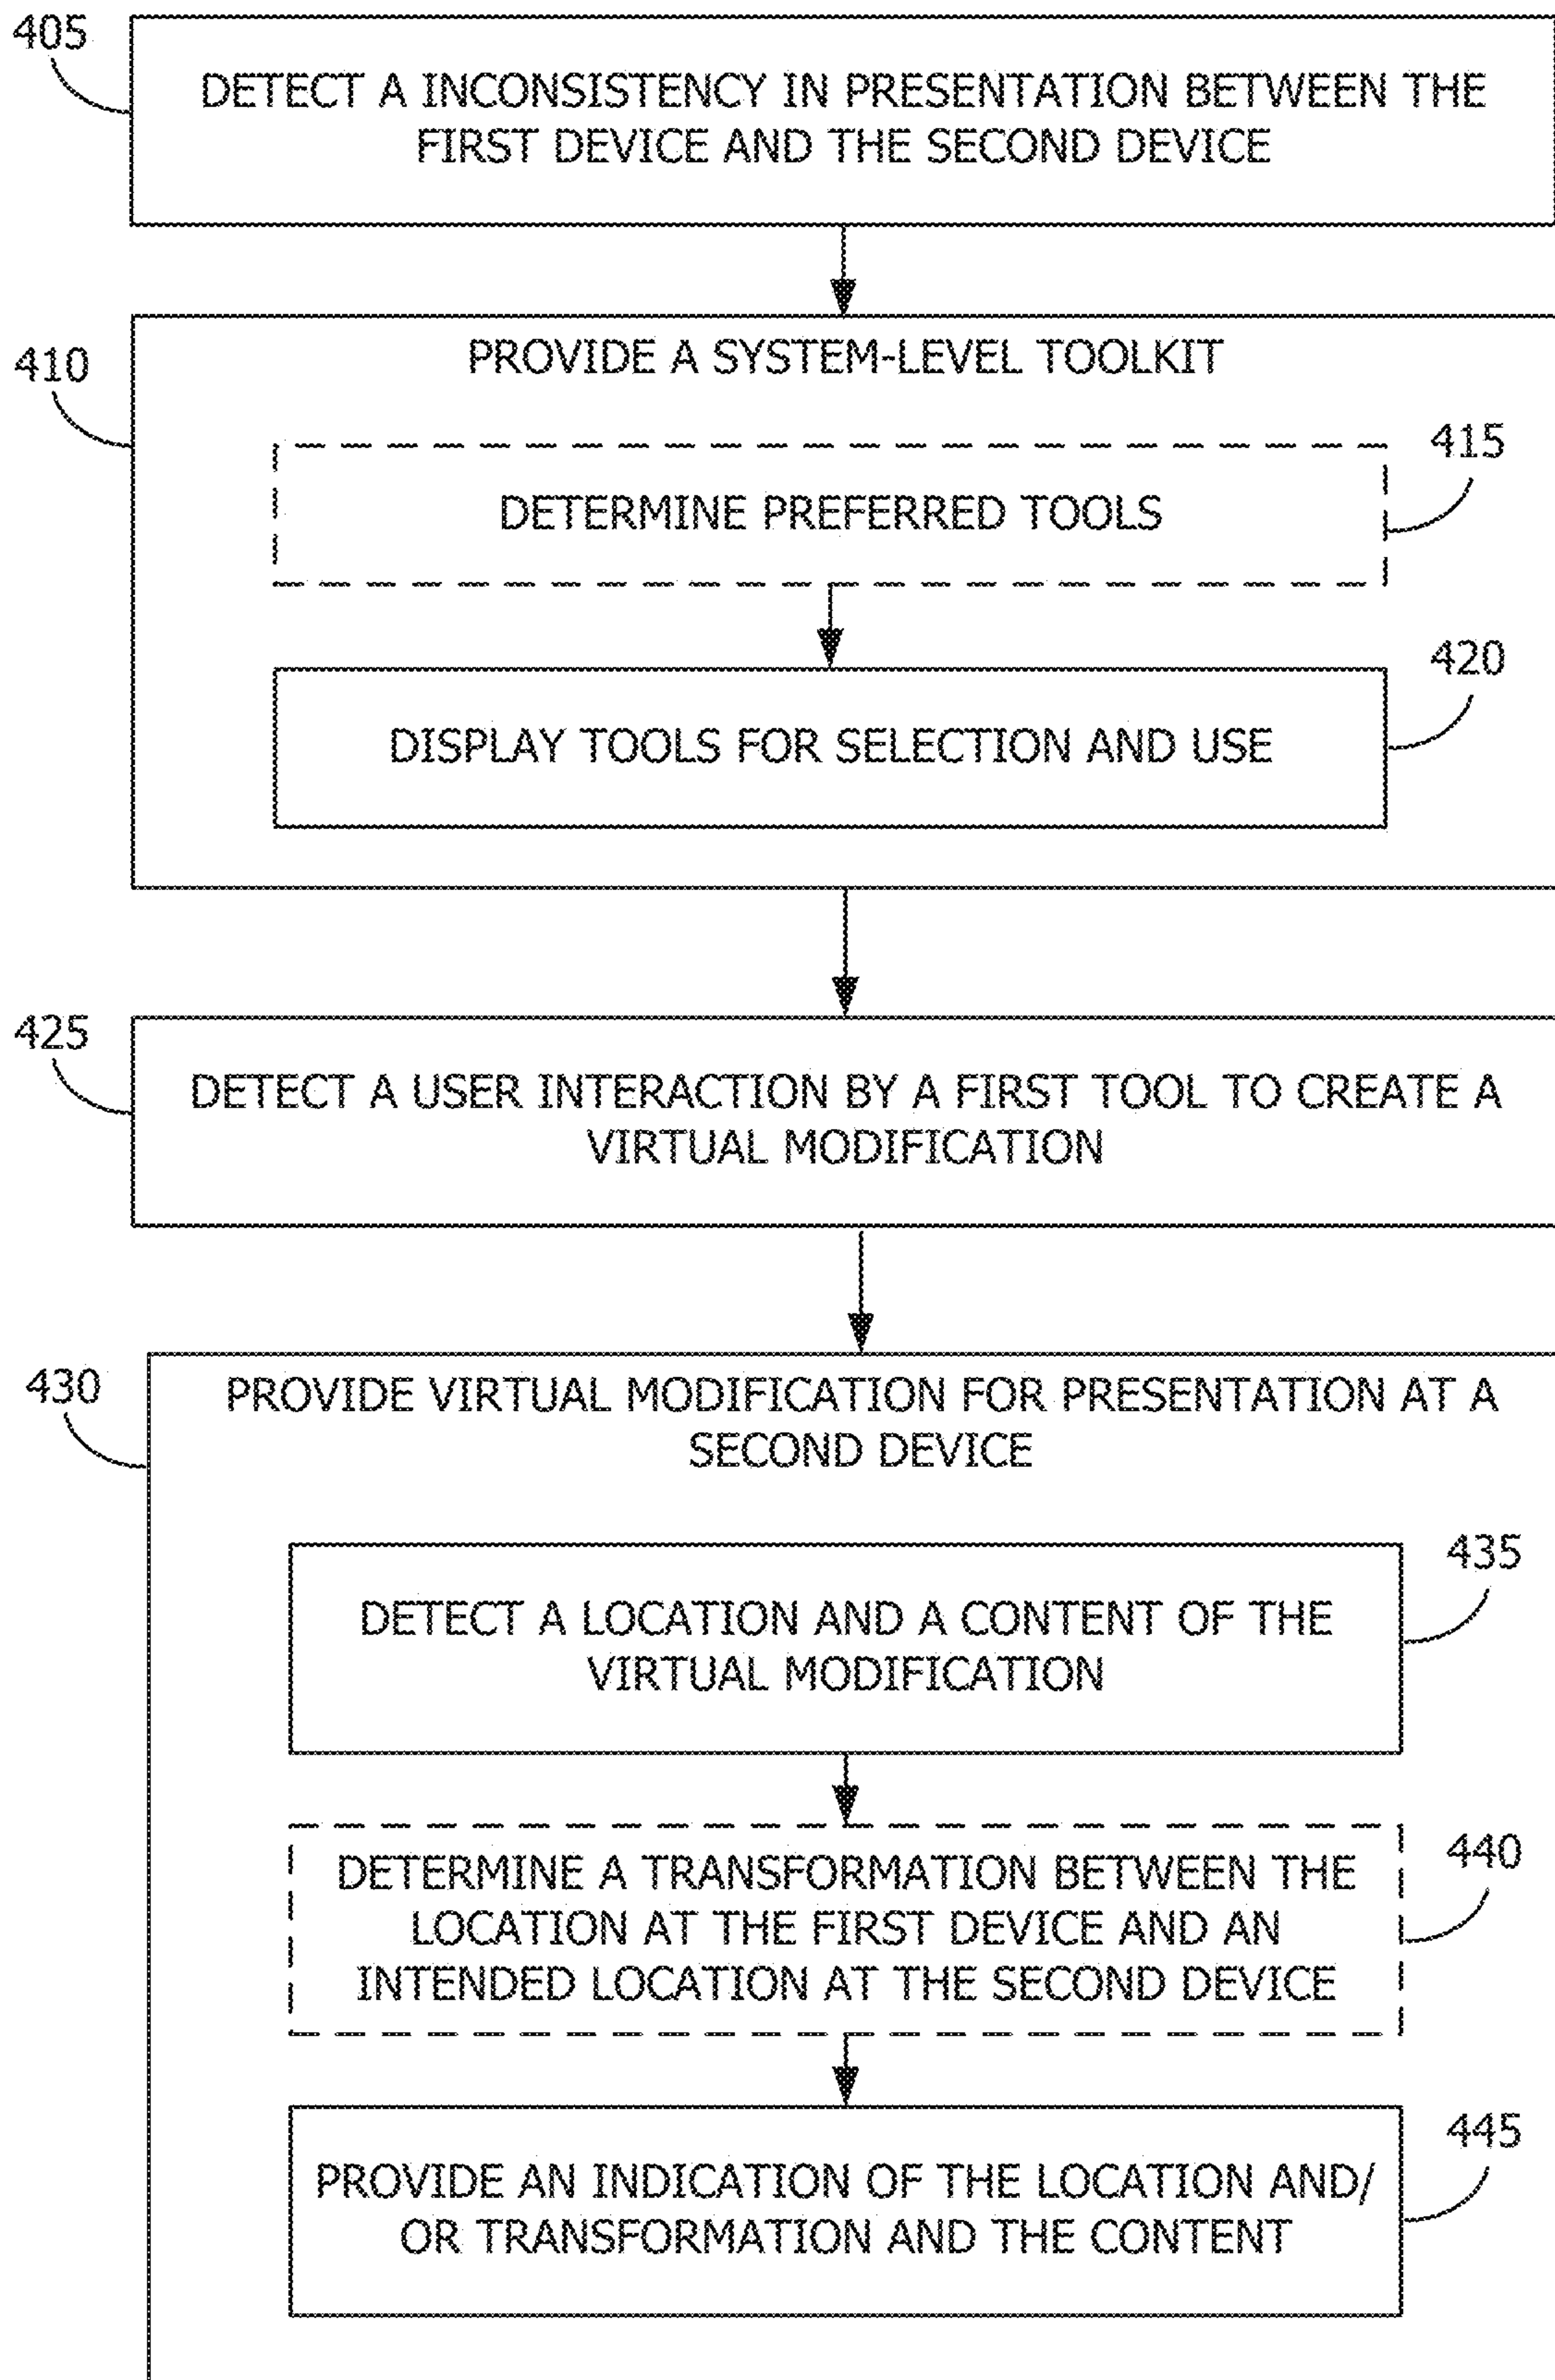 405
DETECT A INCONSISTENCY IN PRESENTATION BETWEEN THE
FIRST DEVICE AND THE SECOND DEVICE
410
PROVIDE A SYSTEM-LEVEL TOOLKIT
415
DETERMINE PREFERRED TOOLS
420
DISPLAY TOOLS FOR SELECTION AND USE
425
DETECT A USER INTERACTION BY A FIRST TOOL TO CREATE A
VIRTUAL MODIFICATION
430
PROVIDE VIRTUAL MODIFICATION FOR PRESENTATION AT A
SECOND DEVICE
435
DETECT A LOCATION AND A CONTENT OF THE
VIRTUAL MODIFICATION
440
DETERMINE A TRANSFORMATION BETWEEN THE
LOCATION AT THE FIRST DEVICE AND AN
INTENDED LOCATION AT THE SECOND DEVICE
445
PROVIDE AN INDICATION OF THE LOCATION AND/
OR TRANSFORMATION AND THE CONTENT